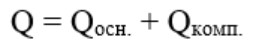 Q = Qосн. + Qкомп.